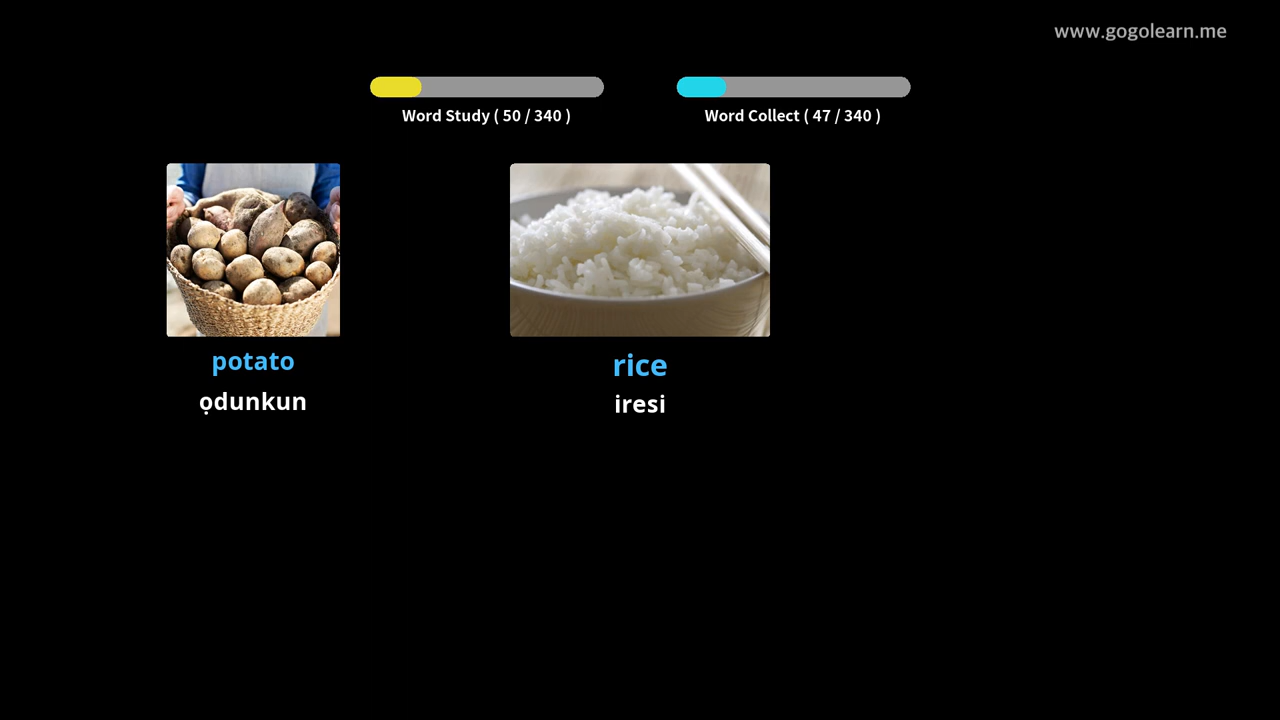 www.gogolearn.me
Word Study ( 50 / 340 )
Word Collect ( 47 / 340 )
potato
ọdunkun
rice
iresi